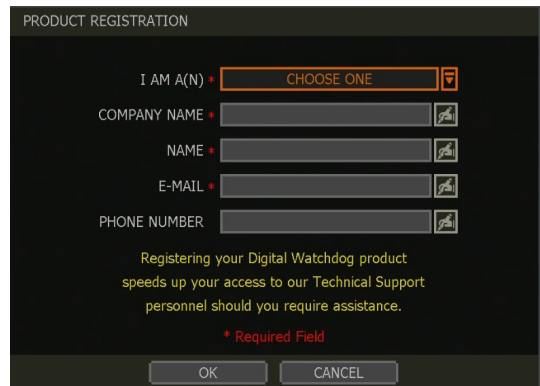 PRODUCT REGISTRATION
I AM A(N) * CHOOSE ONE
COMPANY NAME *
NAME *
E-MAIL *
PHONE NUMBER
Registering your Digital Watchdog product
speeds up your access to our Technical Support
personnel should you require assistance.
* Required Field
OK CANCEL